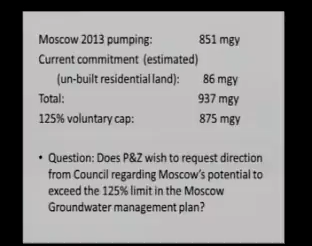 Moscow 2013 pumping: 851 mgy
Current commitment (estimated)
(un-built residential land): 86 mgy
Total: 937 mgy
125% voluntary cap: 875 mgy
• Question: Does P&Z wish to request direction
from Council regarding Moscow's potential to
exceed the 125% limit in the Moscow
Groundwater management plan?